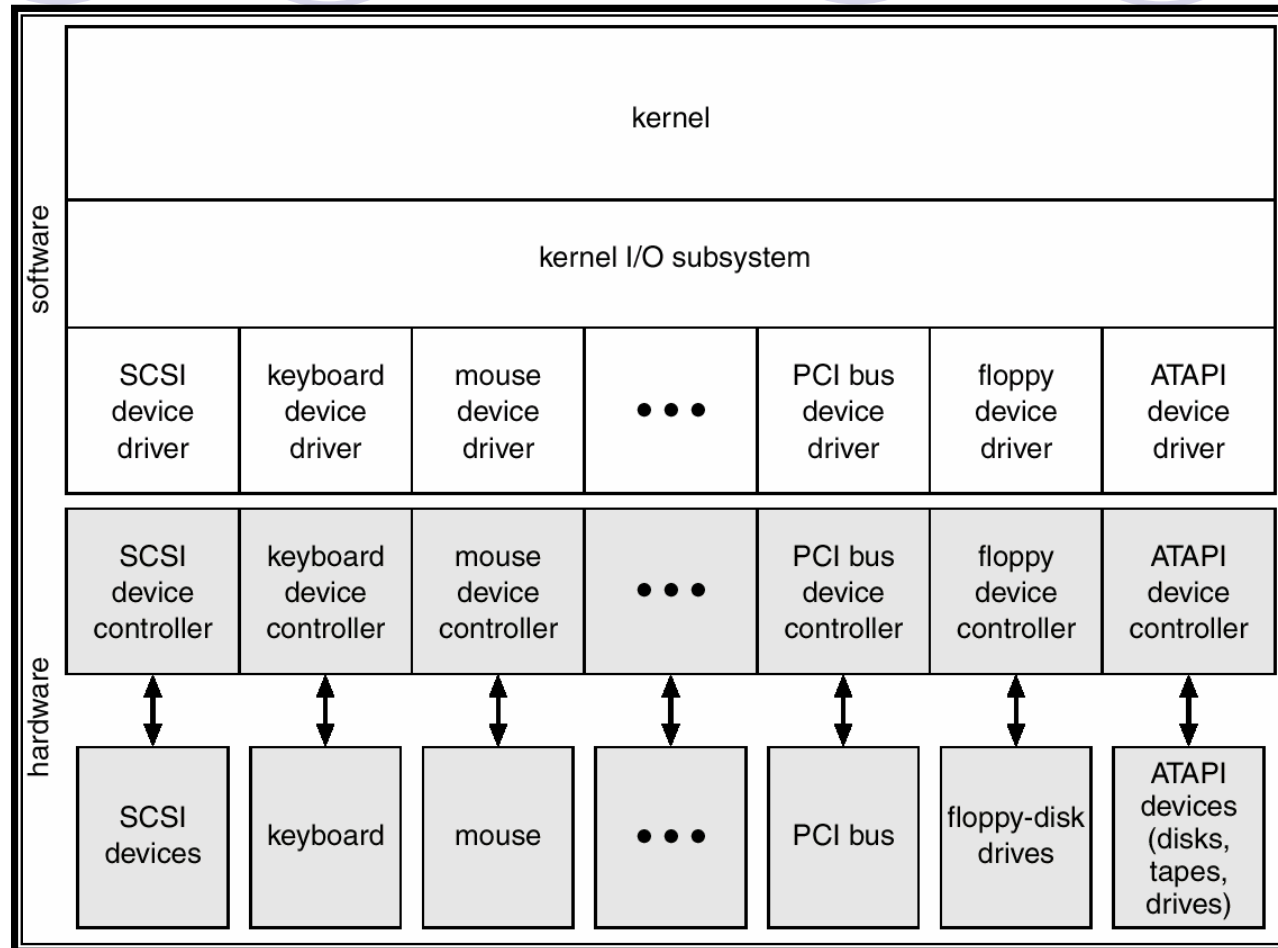 software
kernel
kernel I/O subsystem
SCSI
device
driver
keyboard
device
driver
mouse
device
driver
•••
PCI bus
device
driver
floppy
device
driver
ATAPI
device
driver
hardware
SCSI
device
controller
keyboard
device
controller
mouse
device
controller
•••
PCI bus
device
controller
floppy
device
controller
ATAPI
device
controller
SCSI
devices
keyboard
mouse
•••
PCI bus
floppy-disk
drives
ATAPI
devices
(disks,
tapes,
drives)